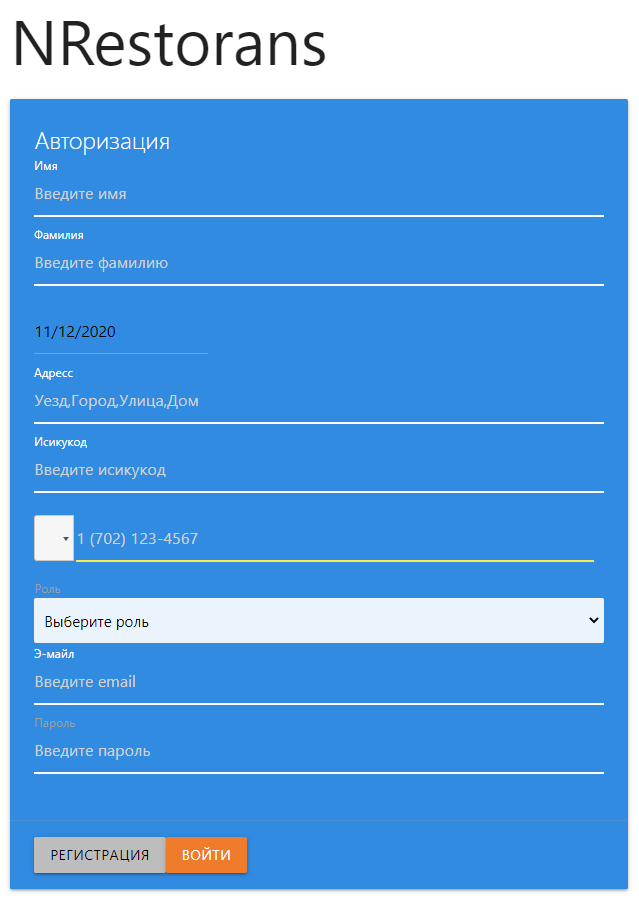 NRestorans
Авторизация
Имя
Введите имя
Фамилия
Введите фамилию
11/12/2020
Адресс
Уезд,Город,Улица,Дом
Исикукод
Введите исикукод
1 (702) 123-4567
Роль
Выберите роль
Э-майл
Введите email
Пароль
Введите пароль
РЕГИСТРАЦИЯ ВОЙТИ